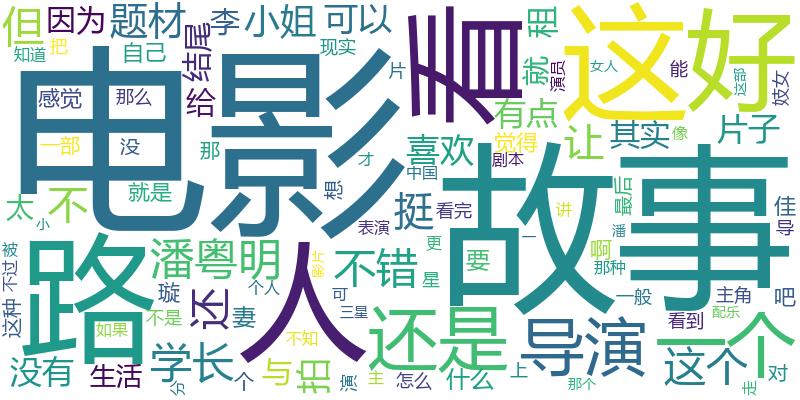 但 因为 题材 李 小姐 可以 租 这 好
知道 把 自己 结尾 给 现实 片 看 就 演员 女人 能 这部 妓女
电影 故事
感觉 那么 有点
一部 没 那 喜欢 觉得 让 其实 像 片子
就是 想 才 中国 剧本
太 不 小 挺 看完 讲 最后 佳
表演 更 一 潘 啊 那种
路 潘粤明 人 影片 不错 星 要
这种 不过 被 璇 还 个人 可 三星 一般 主角 吧
如果 不是 妻 不知 还是 导演 看到 配乐 一个
没有 生活 学长 分 个 与 拍 演 主 怎么 什么 上 那个 这个 走 对